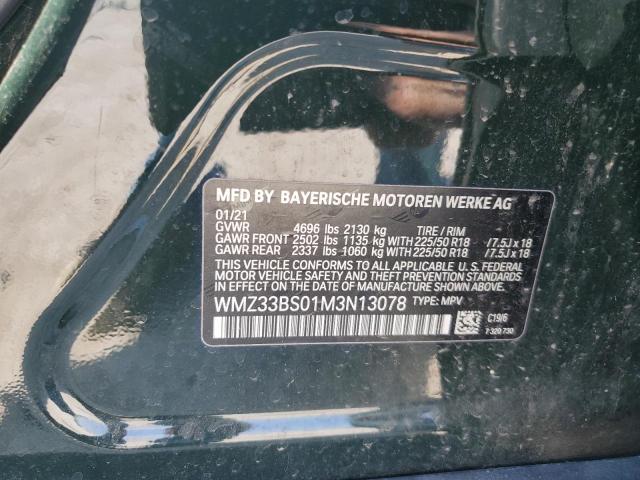 MFD BY BAYERISCHE MOTOREN WERKE AG
01/21
GVWR 4696 lbs 2130 kg TIRE / RIM
GAWR FRONT 2502 lbs 1135 kg WITH 225/50 R18 /7.5J x 18
GAWR REAR 2337 lbs 1060 kg WITH 225/50 R18 /7.5J x 18
THIS VEHICLE CONFORMS TO ALL APPLICABLE U.S. FEDERAL
MOTOR VEHICLE SAFETY AND THEFT PREVENTION STANDARDS
IN EFFECT ON THE DATE OF MANUFACTURE SHOWN ABOVE.
WMZ33BS01M3N13078 TYPE: MPV
C19/6
7 320 730